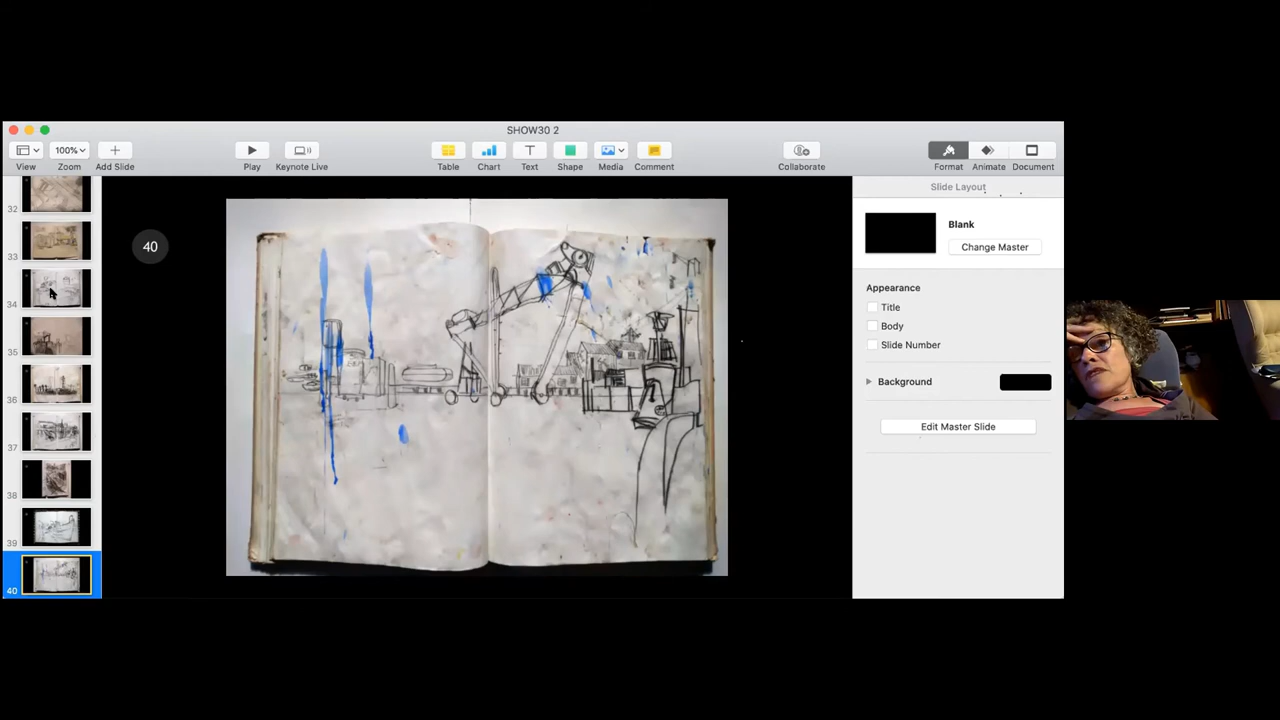 SHOW30 2
100%
View Zoom Add Slide Play Keynote Live Table Chart Text Shape Media Comment Collaborate Format Animate Document
Slide Layout
32
33
34
35
36
37
38
39
40
40
Blank
Change Master
Appearance
Title
Body
Slide Number
Background
Edit Master Slide